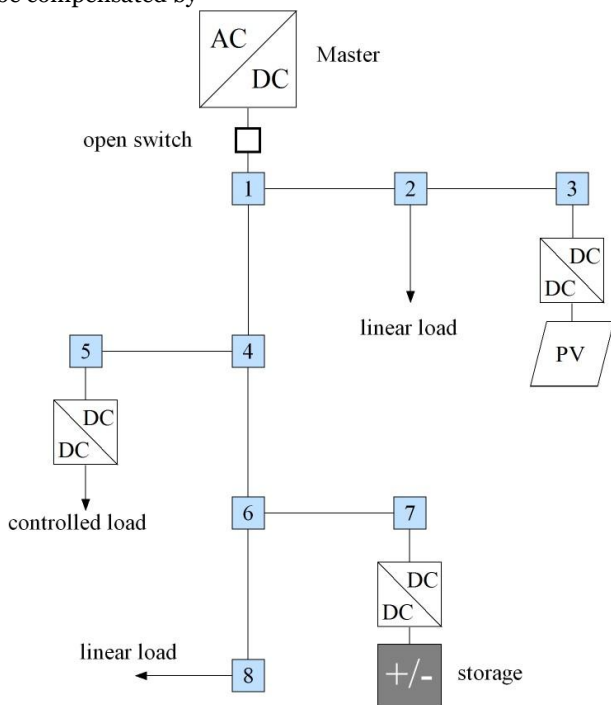 be compensated by
AC
DC
Master
open switch
1
2
3
DC
DC
linear load
PV
5
4
DC
DC
controlled load
6
7
DC
DC
linear load
8
+/-
storage